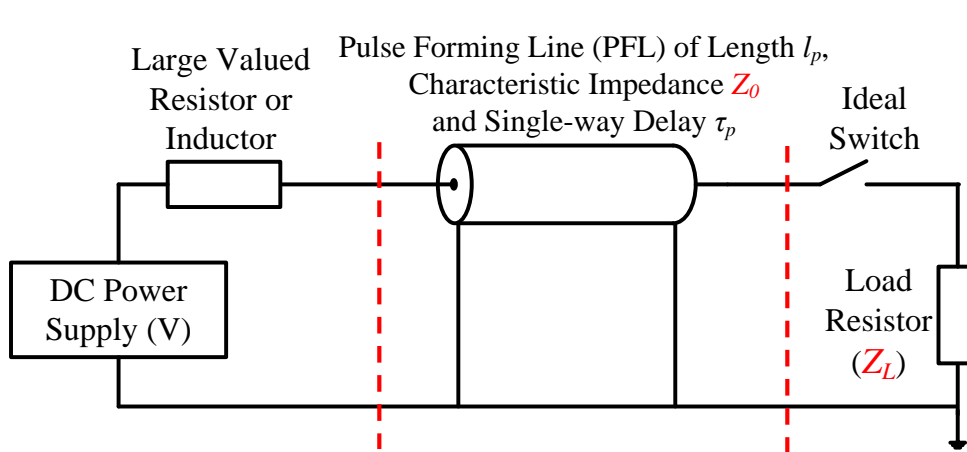 Large Valued
Resistor or
Inductor
Pulse Forming Line (PFL) of Length lₚ,
Characteristic Impedance Z₀
and Single-way Delay τₚ
Ideal
Switch
DC Power
Supply (V)
Load
Resistor
(Z_L)